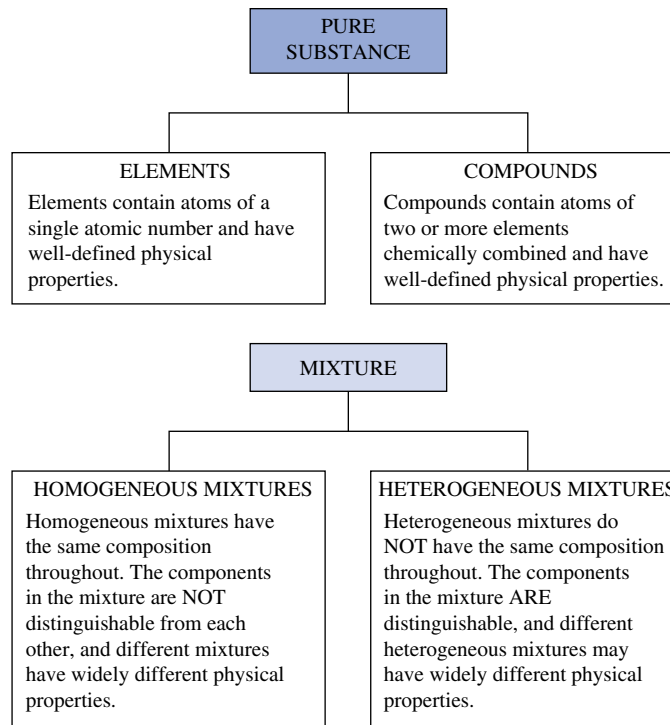 PURE
SUBSTANCE
ELEMENTS
Elements contain atoms of a
single atomic number and have
well-defined physical
properties.
COMPOUNDS
Compounds contain atoms of
two or more elements
chemically combined and have
well-defined physical properties.
MIXTURE
HOMOGENEOUS MIXTURES
Homogeneous mixtures have
the same composition
throughout. The components
in the mixture are NOT
distinguishable from each
other, and different mixtures
have widely different physical
properties.
HETEROGENEOUS MIXTURES
Heterogeneous mixtures do
NOT have the same composition
throughout. The components
in the mixture ARE
distinguishable, and different
heterogeneous mixtures may
have widely different physical
properties.